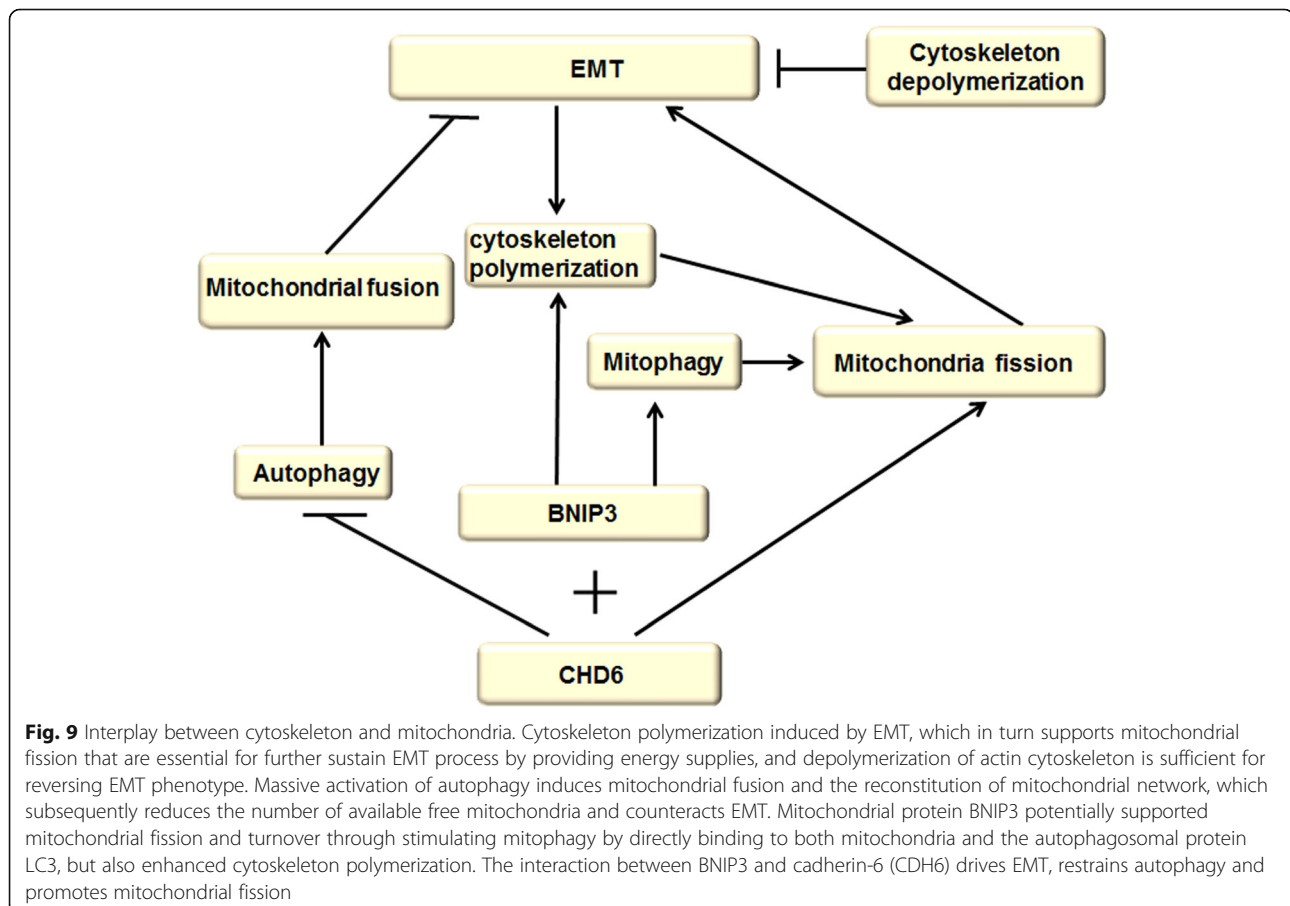 EMT
Cytoskeleton
depolymerization
cytoskeleton
polymerization
Mitochondrial fusion
Mitophagy
Mitochondria fission
Autophagy
BNIP3
+
CHD6
Fig. 9 Interplay between cytoskeleton and mitochondria. Cytoskeleton polymerization induced by EMT, which in turn supports mitochondrial
fission that are essential for further sustain EMT process by providing energy supplies, and depolymerization of actin cytoskeleton is sufficient for
reversing EMT phenotype. Massive activation of autophagy induces mitochondrial fusion and the reconstitution of mitochondrial network, which
subsequently reduces the number of available free mitochondria and counteracts EMT. Mitochondrial protein BNIP3 potentially supported
mitochondrial fission and turnover through stimulating mitophagy by directly binding to both mitochondria and the autophagosomal protein
LC3, but also enhanced cytoskeleton polymerization. The interaction between BNIP3 and cadherin-6 (CDH6) drives EMT, restrains autophagy and
promotes mitochondrial fission